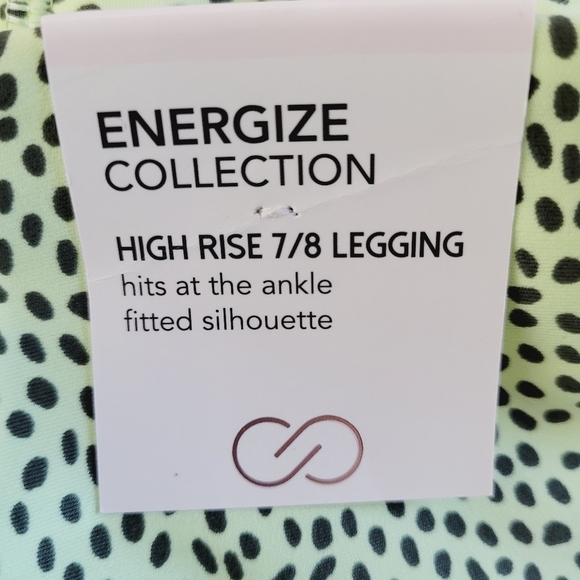 ENERGIZE
COLLECTION
HIGH RISE 7/8 LEGGING
hits at the ankle
fitted silhouette